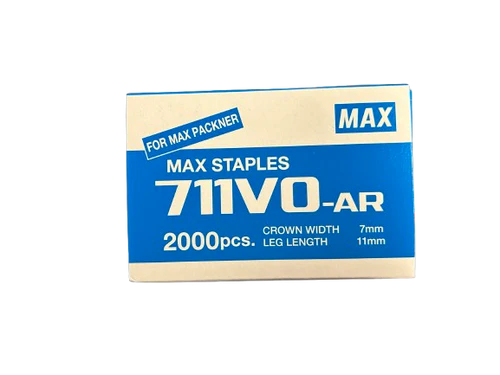 FOR MAX PACKNER
MAX
MAX STAPLES
711VO-AR
2000pcs.
CROWN WIDTH 7mm
LEG LENGTH 11mm